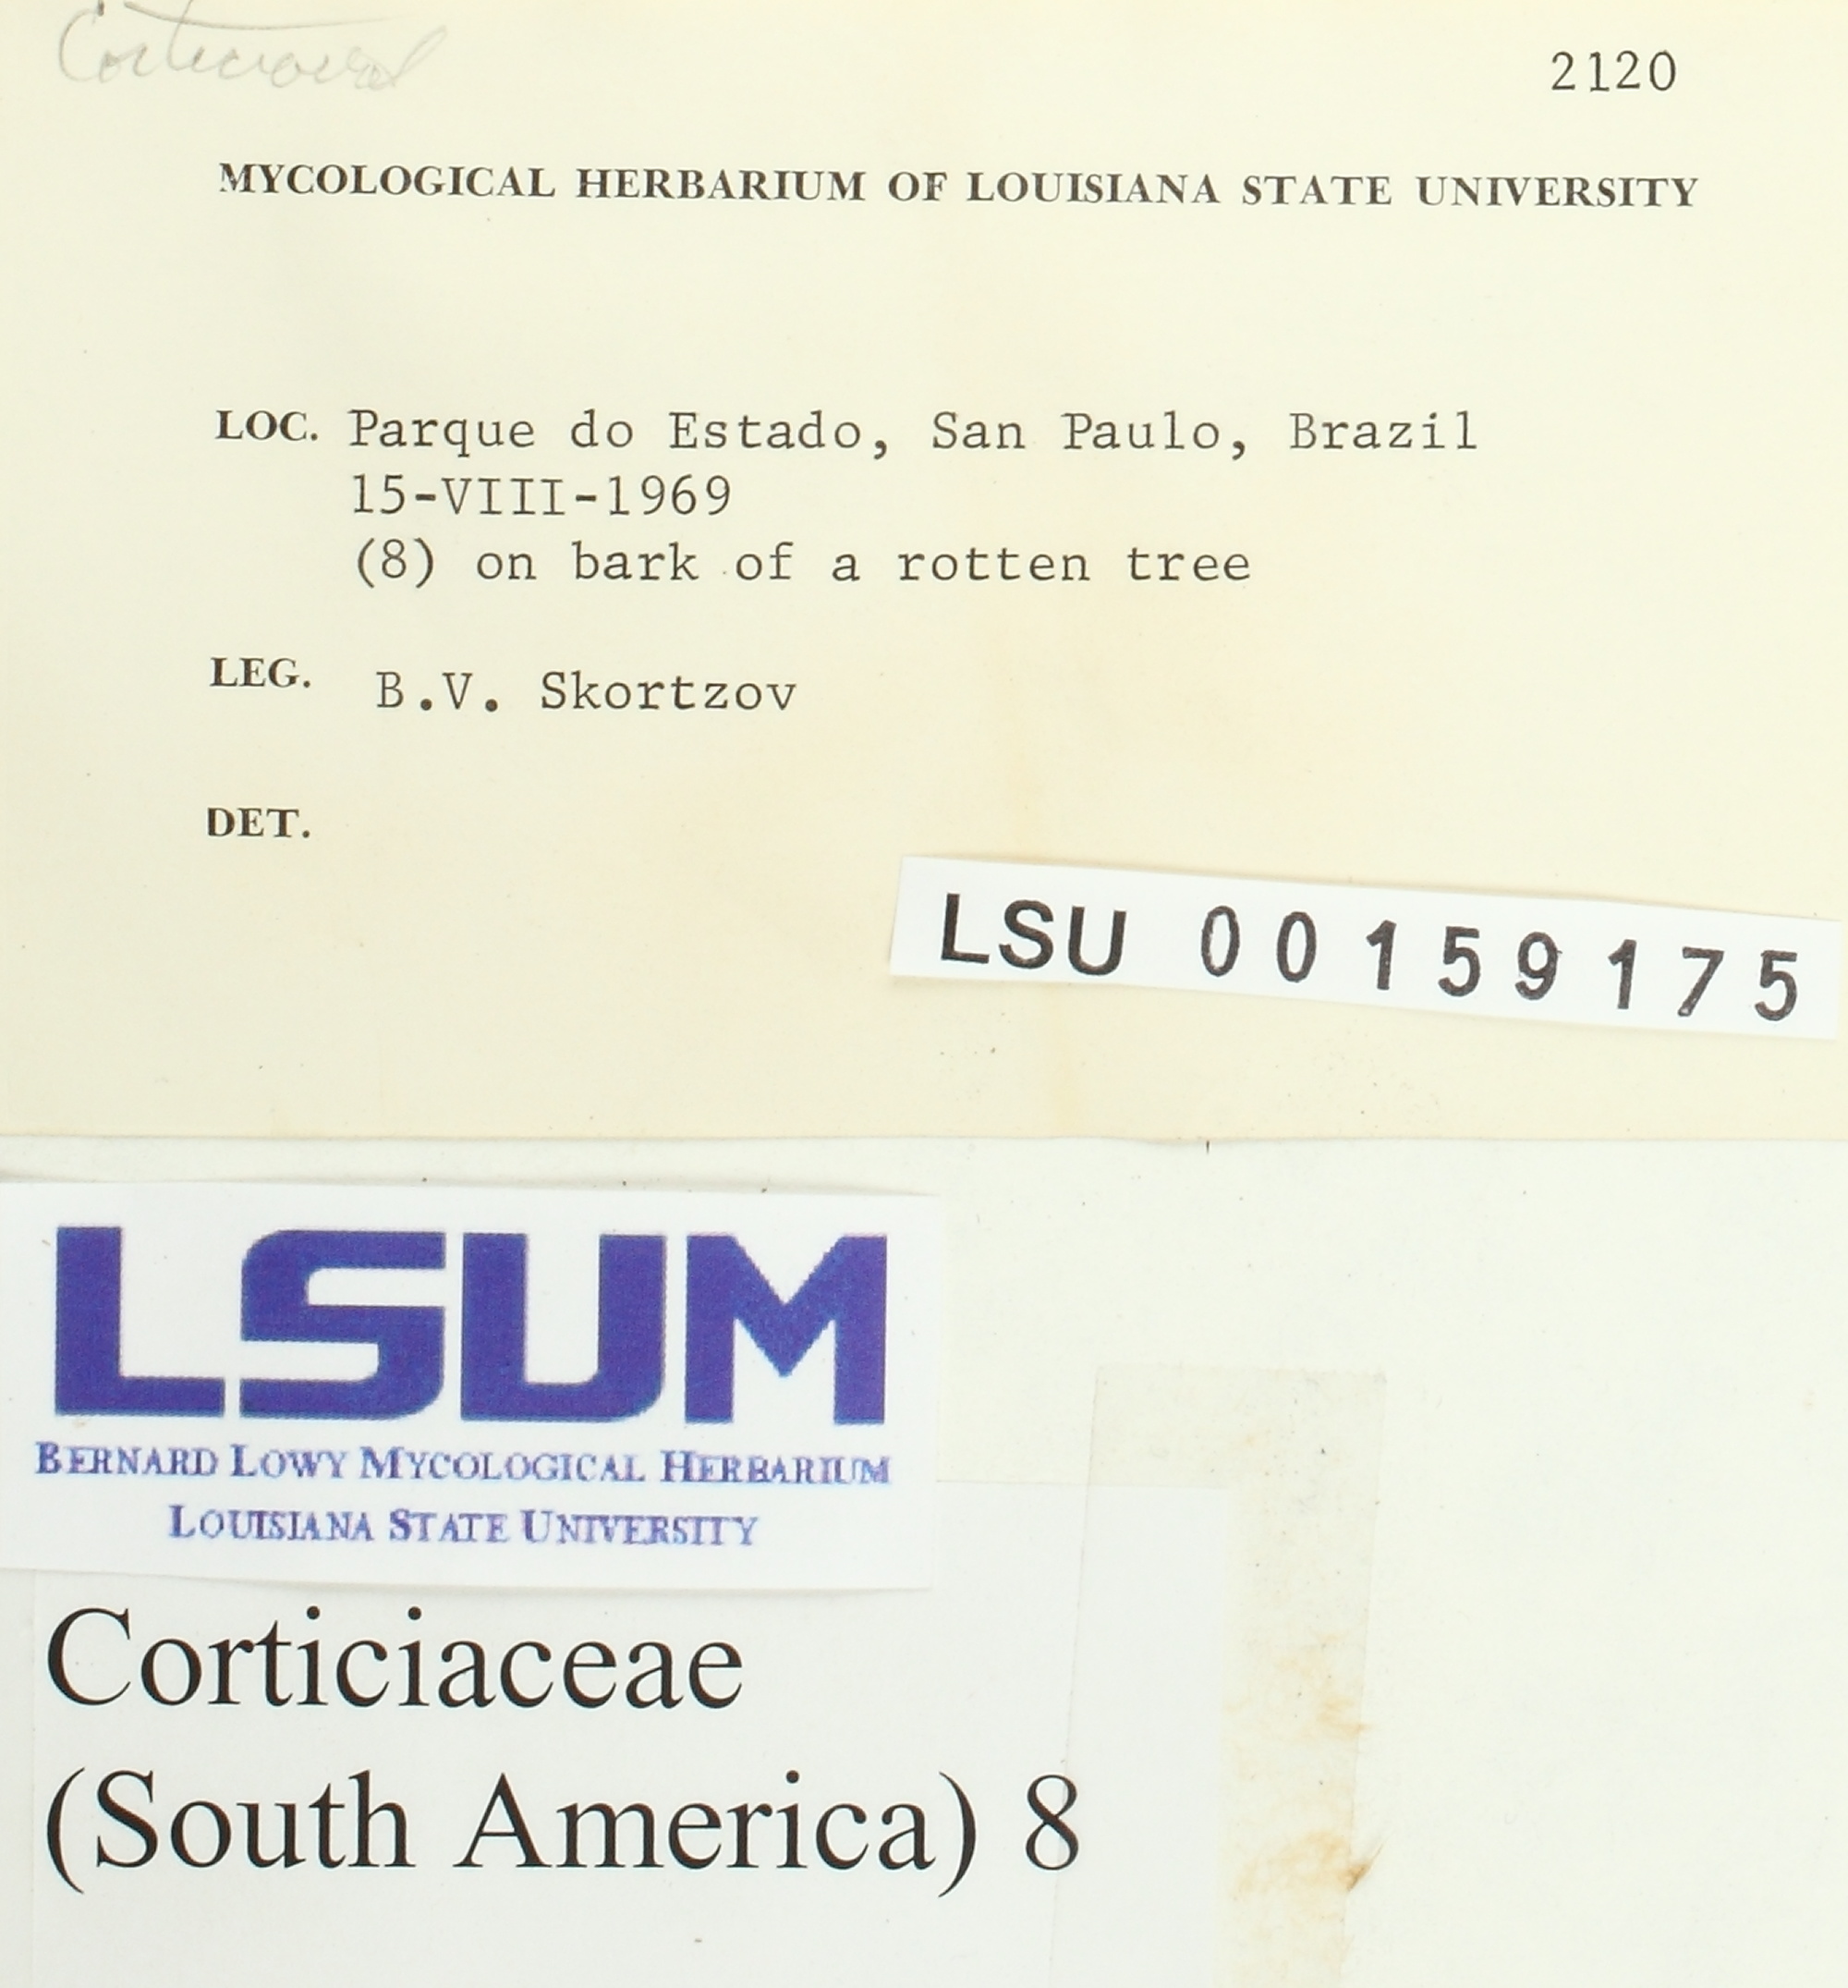 2120
MYCOLOGICAL HERBARIUM OF LOUISIANA STATE UNIVERSITY
LOC. Parque do Estado, San Paulo, Brazil
15-VIII-1969
(8) on bark of a rotten tree
LEG. B.V. Skortzov
DET.
LSU 00159175
LSUM
BERNARD LOWY MYCOLOGICAL HERBARIUM
LOUISIANA STATE UNIVERSITY
Corticiaceae
(South America) 8